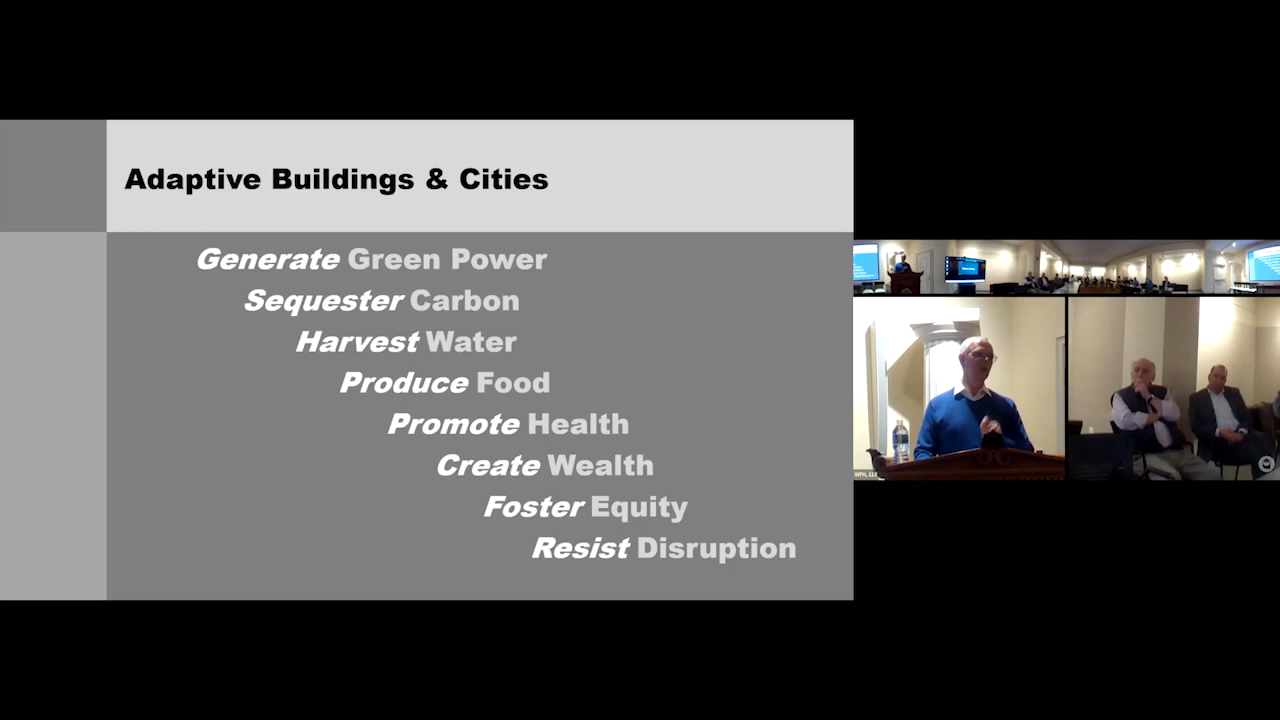 Adaptive Buildings & Cities
Generate Green Power
Sequester Carbon
Harvest Water
Produce Food
Promote Health
Create Wealth
Foster Equity
Resist Disruption